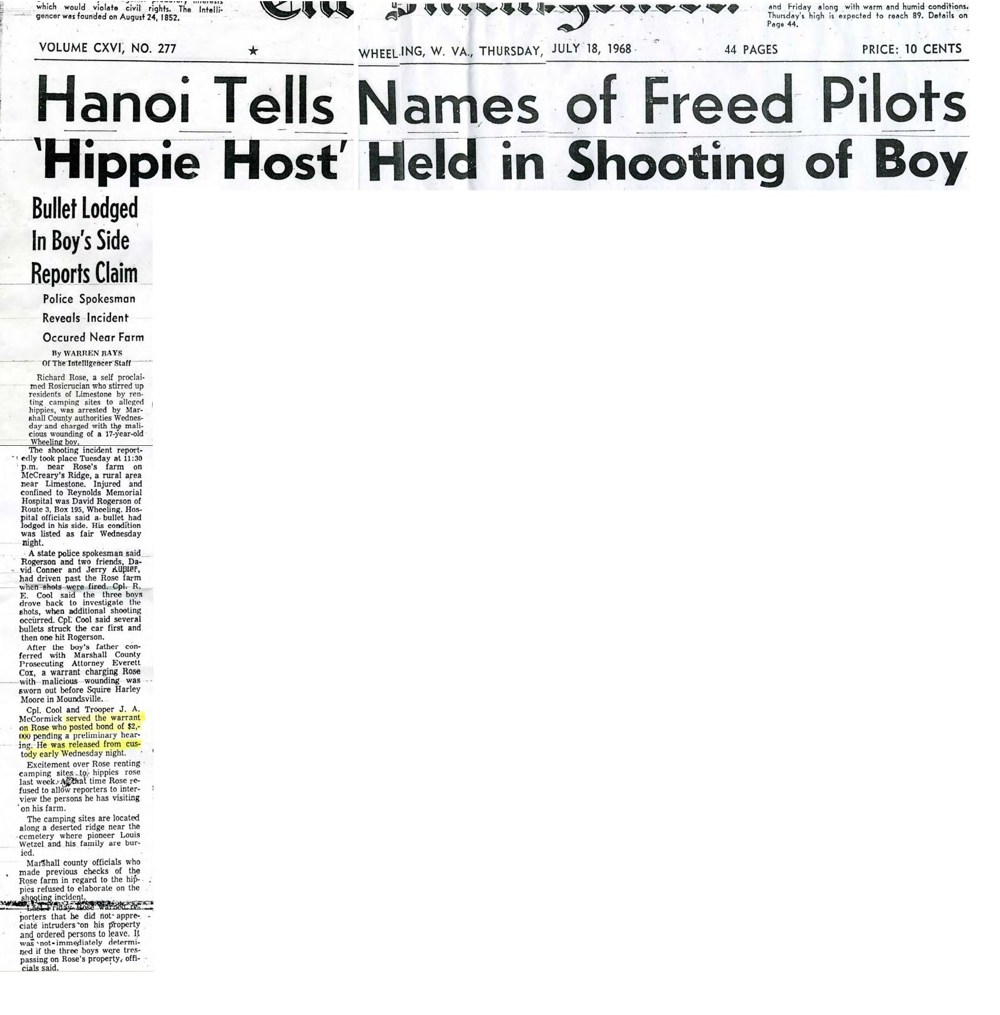 which would violate civil rights. The Intelli-
gencer was founded on August 24, 1852.
and Friday along with warm and humid conditions.
Thursday's high is expected to reach 89. Details on
Page 44.
VOLUME CXVI, NO. 277 ★ WHEELING, W. VA., THURSDAY, JULY 18, 1968 44 PAGES PRICE: 10 CENTS
Hanoi Tells Names of Freed Pilots
'Hippie Host' Held in Shooting of Boy
Bullet Lodged
In Boy's Side
Reports Claim
Police Spokesman
Reveals Incident
Occured Near Farm
By WARREN RAYS
Of The Intelligencer Staff
Richard Rose, a self proclai-
med Rosicrucian who stirred up
residents of Limestone by ren-
ting camping sites to alleged
hippies, was arrested by Mar-
shall County authorities Wednes-
day and charged with the mali-
cious wounding of a 17-year-old
Wheeling boy.
The shooting incident report-
edly took place Tuesday at 11:30
p.m. near Rose's farm on
McCreary's Ridge, a rural area
near Limestone. Injured and
confined to Reynolds Memorial
Hospital was David Rogerson of
Route 3, Box 195, Wheeling. Hos-
pital officials said a bullet had
lodged in his side. His condition
was listed as fair Wednesday
night.
A state police spokesman said
Rogerson and two friends, Da-
vid Conner and Jerry
had driven past the Rose farm
when shots were fired. Cpl. R.
E. Cool said the three boys
drove back to investigate the
shots, when additional shooting
occurred. Cpl. Cool said several
bullets struck the car first and
then one hit Rogerson.
After the boy's father con-
ferred with Marshall County
Prosecuting Attorney Everett
Cox, a warrant charging Rose
with malicious wounding was
sworn out before Squire Harley
Moore in Moundsville.
Cpl. Cool and Trooper J. A.
McCormick served the warrant
on Rose who posted bond of $2,-
000 pending a preliminary hear-
ing. He was released from cus-
tody early Wednesday night.
Excitement over Rose renting
camping sites to hippies rose
last week. At that time Rose re-
fused to allow reporters to inter-
view the persons he has visiting
on his farm.
The camping sites are located
along a deserted ridge near the
cemetery where pioneer Louis
Wetzel and his family are bur-
ied.
Marshall county officials who
made previous checks of the
Rose farm in regard to the hip-
pies refused to elaborate on the
shooting incident.
Last Friday Rose warned re-
porters that he did not appre-
ciate intruders on his property
and ordered persons to leave. It
was not immediately determi-
ned if the three boys were tres-
passing on Rose's property, offi-
cials said.